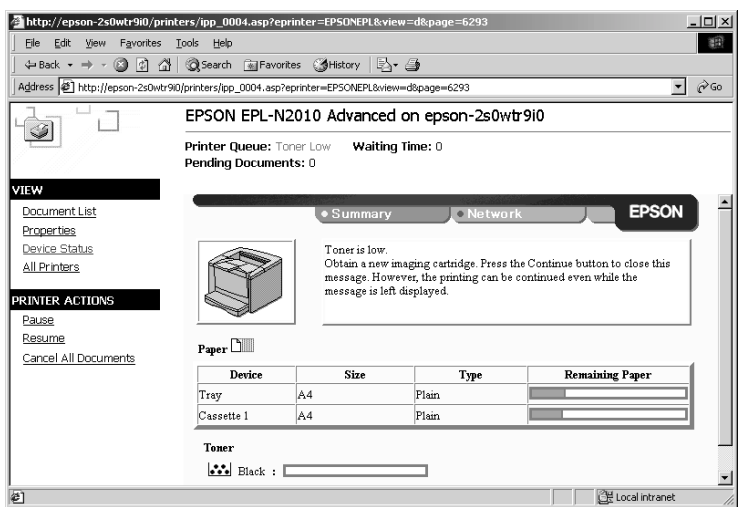 http://epson-2s0wtr9i0/printers/ipp_0004.asp?eprinter=EPSONEPL&view=d&page=6293
File Edit View Favorites Tools Help
Back Search Favorites History
Address http://epson-2s0wtr9i0/printers/ipp_0004.asp?eprinter=EPSONEPL&view=d&page=6293 Go
EPSON EPL-N2010 Advanced on epson-2s0wtr9i0
Printer Queue: Toner Low Waiting Time: 0
Pending Documents: 0
VIEW
Document List
Properties
Device Status
All Printers
PRINTER ACTIONS
Pause
Resume
Cancel All Documents
Summary Network EPSON
Toner is low.
Obtain a new imaging cartridge. Press the Continue button to close this
message. However, the printing can be continued even while the
message is left displayed.
Paper
Device Size Type Remaining Paper
Tray A4 Plain
Cassette 1 A4 Plain
Toner
Black :
Local intranet